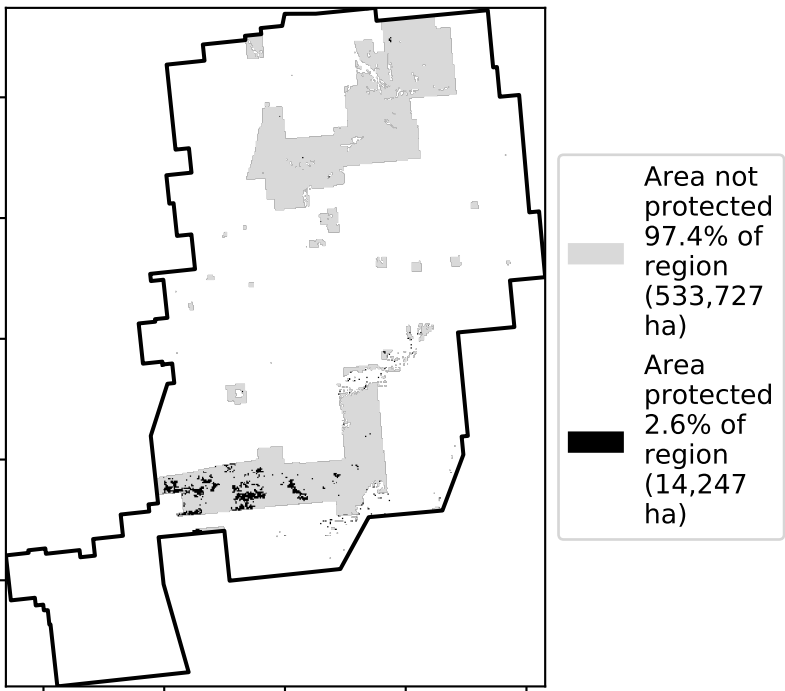 Area not
protected
97.4% of
region
(533,727
ha)
Area
protected
2.6% of
region
(14,247
ha)